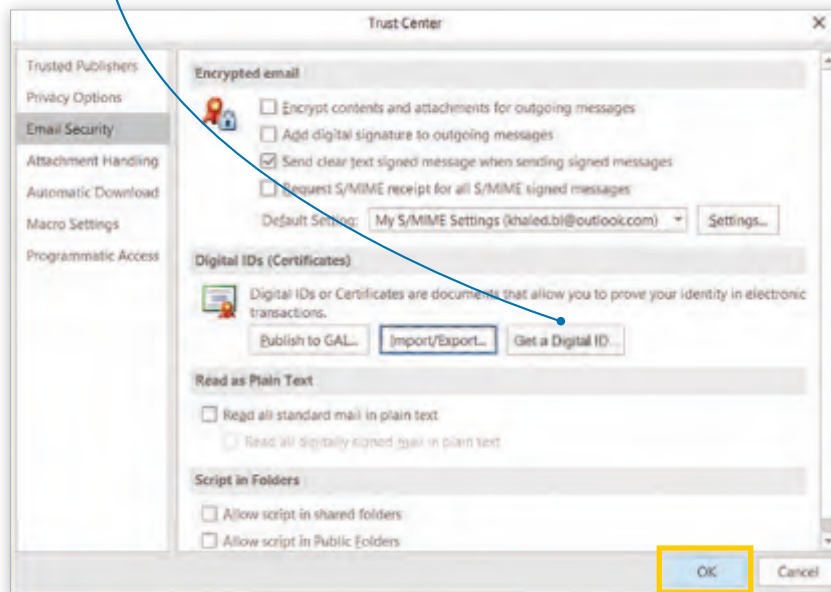 Trust Center
Trusted Publishers
Privacy Options
Email Security
Attachment Handling
Automatic Download
Macro Settings
Programmatic Access
Encrypted email
Encrypt contents and attachments for outgoing messages
Add digital signature to outgoing messages
Send clear text signed message when sending signed messages
Request S/MIME receipt for all S/MIME signed messages
Default Setting: My S/MIME Settings (khaled.bl@outlook.com) Settings...
Digital IDs (Certificates)
Digital IDs or Certificates are documents that allow you to prove your identity in electronic
transactions.
Publish to GAL... Import/Export... Get a Digital ID...
Read as Plain Text
Read all standard mail in plain text
Read all digitally signed mail in plain text
Script in Folders
Allow script in shared folders
Allow script in Public Folders
OK Cancel